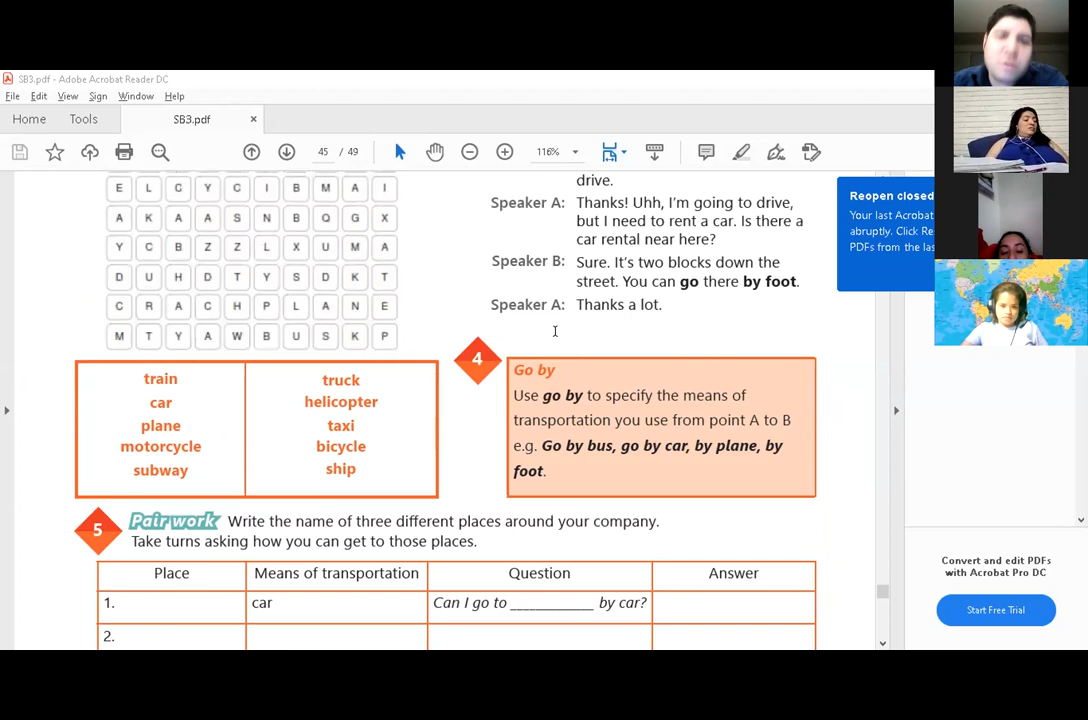 SB3.pdf - Adobe Acrobat Reader DC
File Edit View Sign Window Help
Home Tools SB3.pdf ×
45 / 49 116%
E L C Y C I B M A I
A K A A S N B Q G X
Y C B Z Z L X U M A
D U H D T Y S D K T
C R A C H P L A N E
M T Y A W B U S K P
drive.
Speaker A: Thanks! Uhh, I'm going to drive,
but I need to rent a car. Is there a
car rental near here?
Speaker B: Sure. It's two blocks down the
street. You can go there by foot.
Speaker A: Thanks a lot.
train truck
car helicopter
plane taxi
motorcycle bicycle
subway ship
4
Go by
Use go by to specify the means of
transportation you use from point A to B
e.g. Go by bus, go by car, by plane, by
foot.
5 Pair work Write the name of three different places around your company.
Take turns asking how you can get to those places.
Place Means of transportation Question Answer
1. car Can I go to ____________ by car?
2.
Reopen closed
Your last Acrobat
abruptly. Click Re
PDFs from the las
Convert and edit PDFs
with Acrobat Pro DC
Start Free Trial